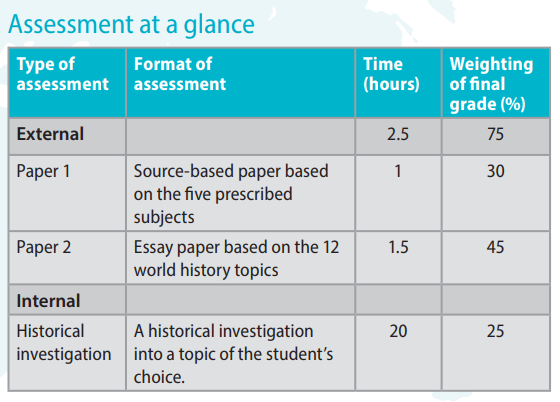 Assessment at a glance
Type of assessment | Format of assessment | Time (hours) | Weighting of final grade (%)
External | | 2.5 | 75
Paper 1 | Source-based paper based on the five prescribed subjects | 1 | 30
Paper 2 | Essay paper based on the 12 world history topics | 1.5 | 45
Internal
Historical investigation | A historical investigation into a topic of the student’s choice. | 20 | 25